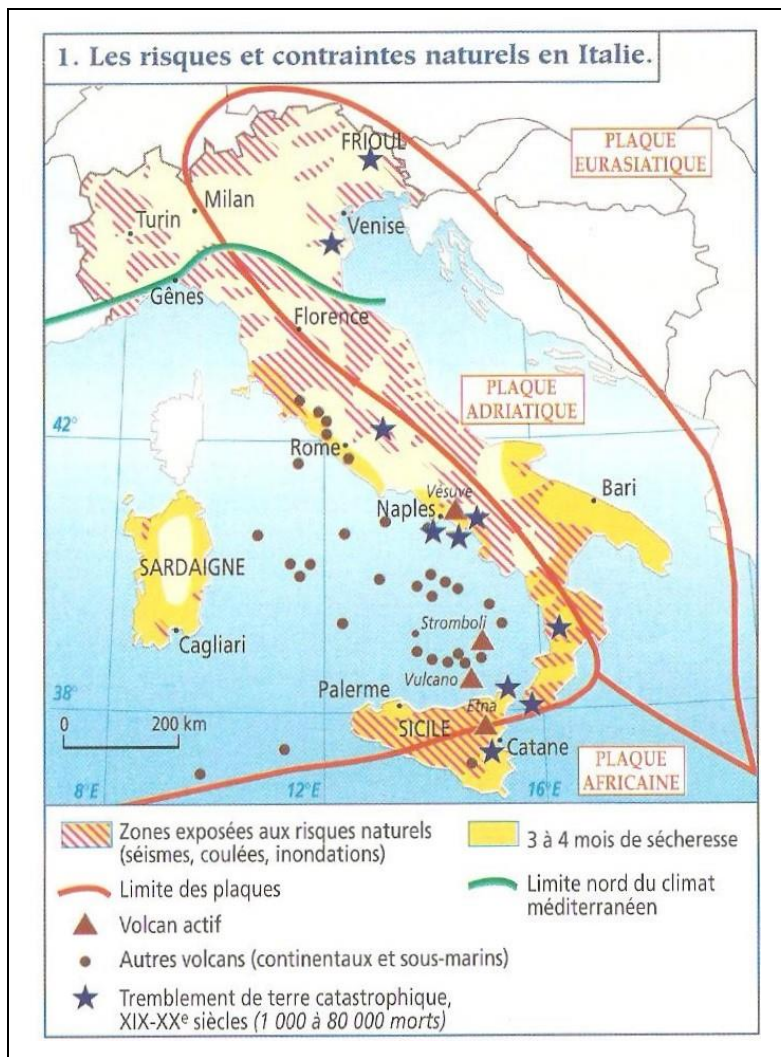 1. Les risques et contraintes naturels en Italie.
FRIOUL
PLAQUE
EURASIATIQUE
Milan
Turin
Venise
Gênes
Florence
PLAQUE
ADRIATIQUE
42°
Rome
Bari
Vésuve
Naples
SARDAIGNE
Stromboli
Cagliari
Vulcano
Palerme
38°
Etna
0 200 km
SICILE
Catane
PLAQUE
AFRICAINE
8°E
12°E
16°E
Zones exposées aux risques naturels
(séismes, coulées, inondations)
3 à 4 mois de sécheresse
Limite des plaques
Limite nord du climat
méditerranéen
Volcan actif
Autres volcans (continentaux et sous-marins)
Tremblement de terre catastrophique,
XIX-XXe siècles (1 000 à 80 000 morts)